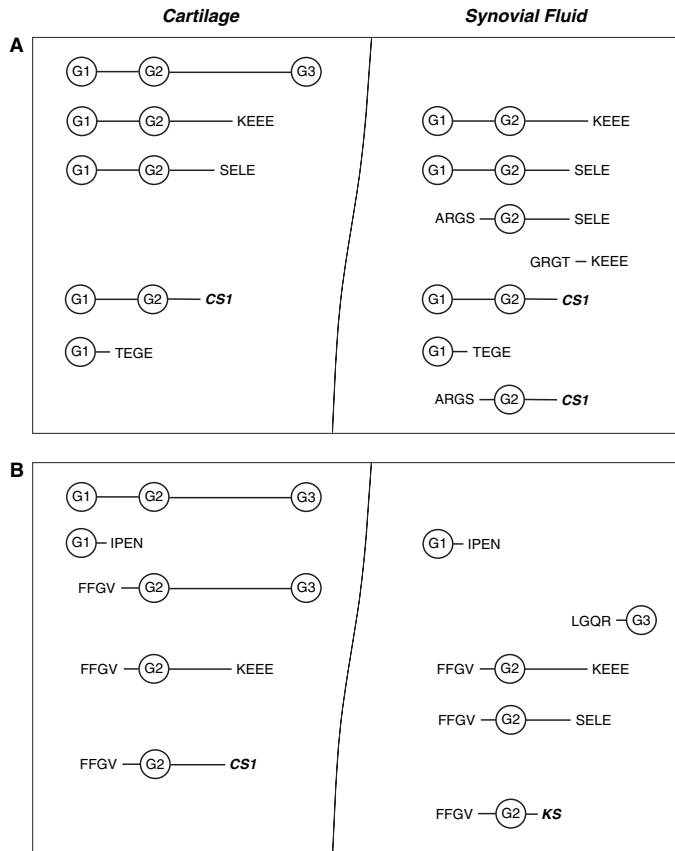 Cartilage Synovial Fluid
A
G1 G2 G3
G1 G2 KEEE G1 G2 KEEE
G1 G2 SELE G1 G2 SELE
ARGS G2 SELE
GRGT KEEE
G1 G2 CS1 G1 G2 CS1
G1 TEGE G1 TEGE
ARGS G2 CS1
B
G1 G2 G3
G1 IPEN G1 IPEN
FFGV G2 G3
LGQR G3
FFGV G2 KEEE FFGV G2 KEEE
FFGV G2 SELE
FFGV G2 CS1
FFGV G2 KS